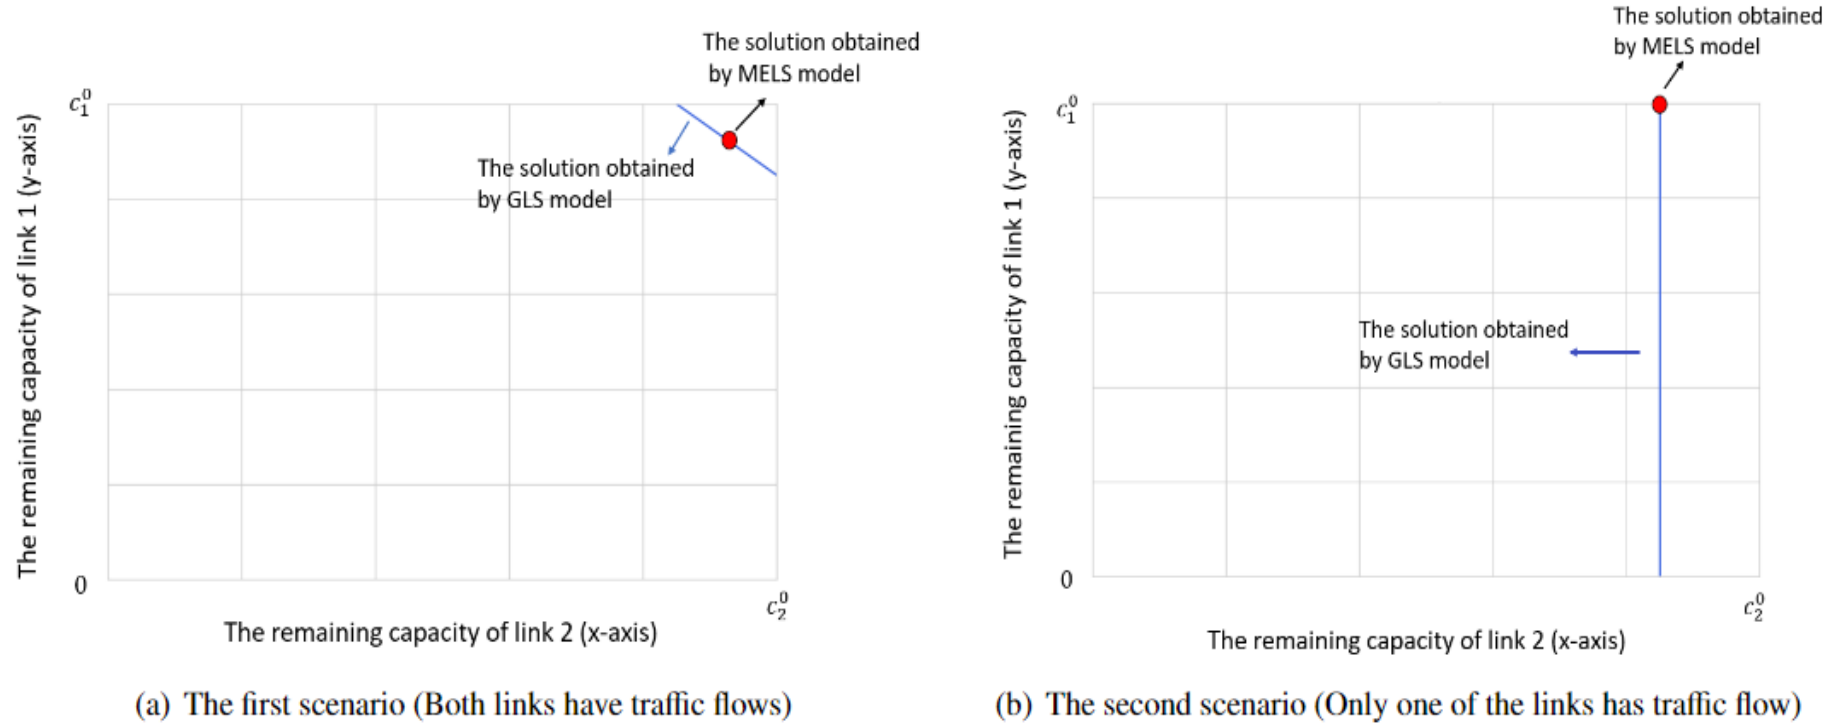 The solution obtained
by MELS model
c₁⁰
The solution obtained
by GLS model
The remaining capacity of link 1 (y-axis)
0
c₂⁰
The remaining capacity of link 2 (x-axis)
(a) The first scenario (Both links have traffic flows)
The solution obtained
by MELS model
c₁⁰
The solution obtained
by GLS model
The remaining capacity of link 1 (y-axis)
0
c₂⁰
The remaining capacity of link 2 (x-axis)
(b) The second scenario (Only one of the links has traffic flow)